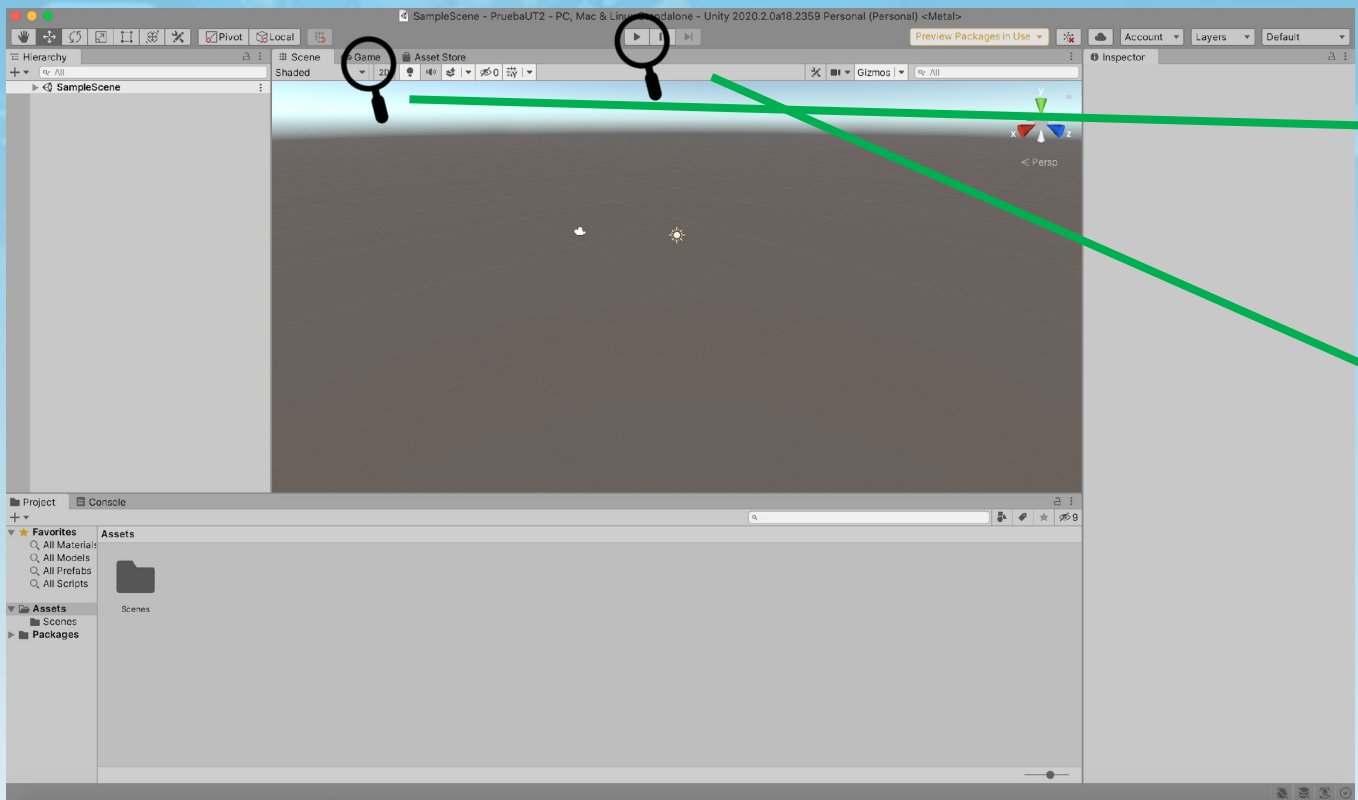 SampleScene - PruebaUT2 - PC, Mac & Linux Standalone - Unity 2020.2.0a18.2359 Personal (Personal) <Metal>
Pivot Local Preview Packages in Use Account Layers Default
Hierarchy Scene Game Asset Store Inspector
All Shaded 2D 0 Gizmos All
SampleScene
y
x z
Persp
Project Console
9
Favorites Assets
All Materials
All Models
All Prefabs
All Scripts
Assets Scenes
Scenes
Packages